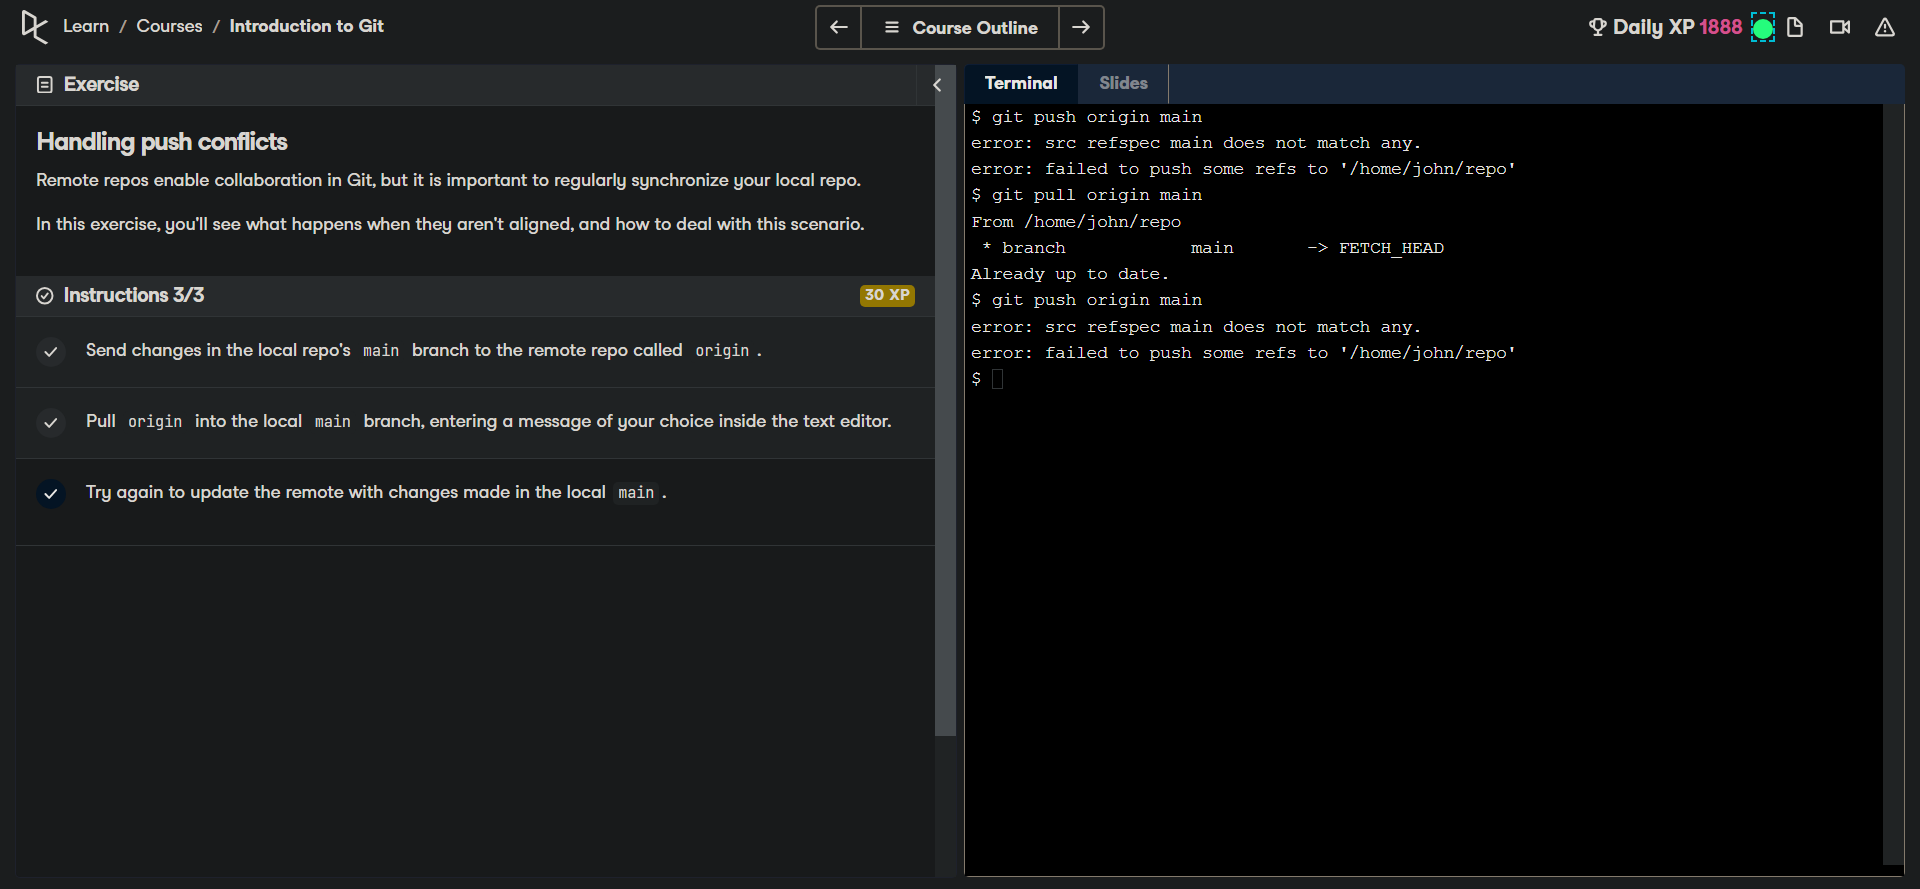 Learn / Courses / Introduction to Git
Course Outline
Daily XP 1888
Exercise
Handling push conflicts
Remote repos enable collaboration in Git, but it is important to regularly synchronize your local repo.
In this exercise, you'll see what happens when they aren't aligned, and how to deal with this scenario.
Instructions 3/3
30 XP
Send changes in the local repo's main branch to the remote repo called origin .
Pull origin into the local main branch, entering a message of your choice inside the text editor.
Try again to update the remote with changes made in the local main .
Terminal
Slides
$ git push origin main
error: src refspec main does not match any.
error: failed to push some refs to '/home/john/repo'
$ git pull origin main
From /home/john/repo
 * branch            main       -> FETCH_HEAD
Already up to date.
$ git push origin main
error: src refspec main does not match any.
error: failed to push some refs to '/home/john/repo'
$